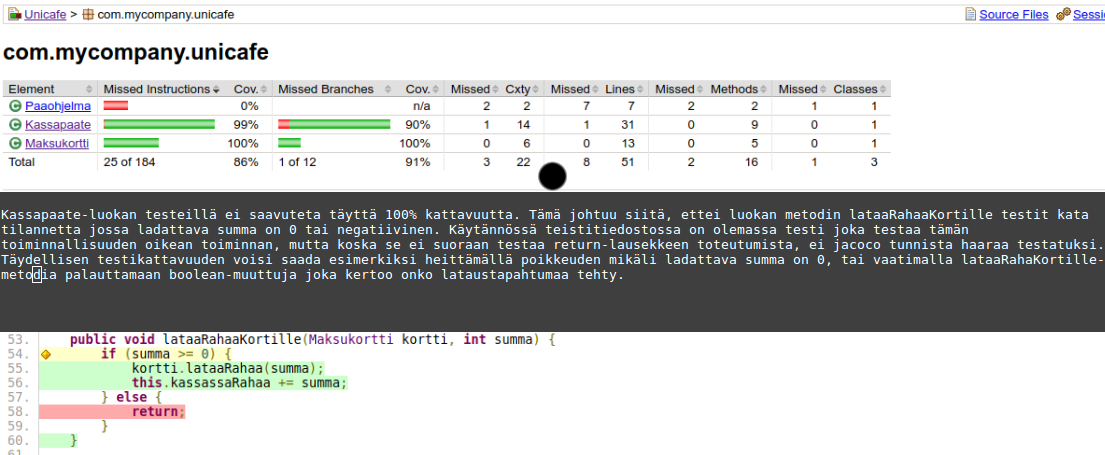 Unicafe > com.mycompany.unicafe Source Files Sessi
com.mycompany.unicafe
Element Missed Instructions Cov. Missed Branches Cov. Missed Cxty Missed Lines Missed Methods Missed Classes
Paaohjelma 0% n/a 2 2 7 7 2 2 1 1
Kassapaate 99% 90% 1 14 1 31 0 9 0 1
Maksukortti 100% 100% 0 6 0 13 0 5 0 1
Total 25 of 184 86% 1 of 12 91% 3 22 8 51 2 16 1 3
Kassapaate-luokan testeillä ei saavuteta täyttä 100% kattavuutta. Tämä johtuu siitä, ettei luokan metodin lataaRahaaKortille testit kata
tilannetta jossa ladattava summa on 0 tai negatiivinen. Käytännössä teistitiedostossa on olemassa testi joka testaa tämän
toiminnallisuuden oikean toiminnan, mutta koska se ei suoraan testaa return-lausekkeen toteutumista, ei jacoco tunnista haaraa testatuksi.
Täydellisen testikattavuuden voisi saada esimerkiksi heittämällä poikkeuden mikäli ladattava summa on 0, tai vaatimalla lataaRahaKortille-
metodia palauttamaan boolean-muuttuja joka kertoo onko lataustapahtumaa tehty.
53. public void lataaRahaaKortille(Maksukortti kortti, int summa) {
54. if (summa >= 0) {
55. kortti.lataaRahaa(summa);
56. this.kassassaRahaa += summa;
57. } else {
58. return;
59. }
60. }
61